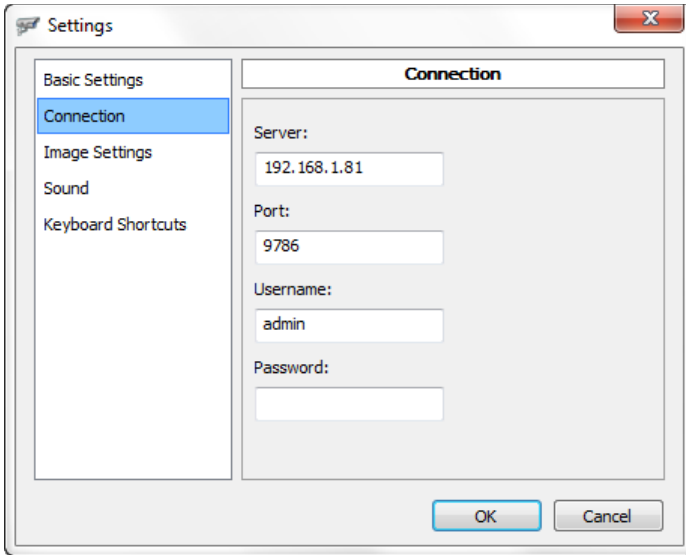 Settings
Basic Settings
Connection
Image Settings
Sound
Keyboard Shortcuts
Connection
Server:
192.168.1.81
Port:
9786
Username:
admin
Password:
OK
Cancel